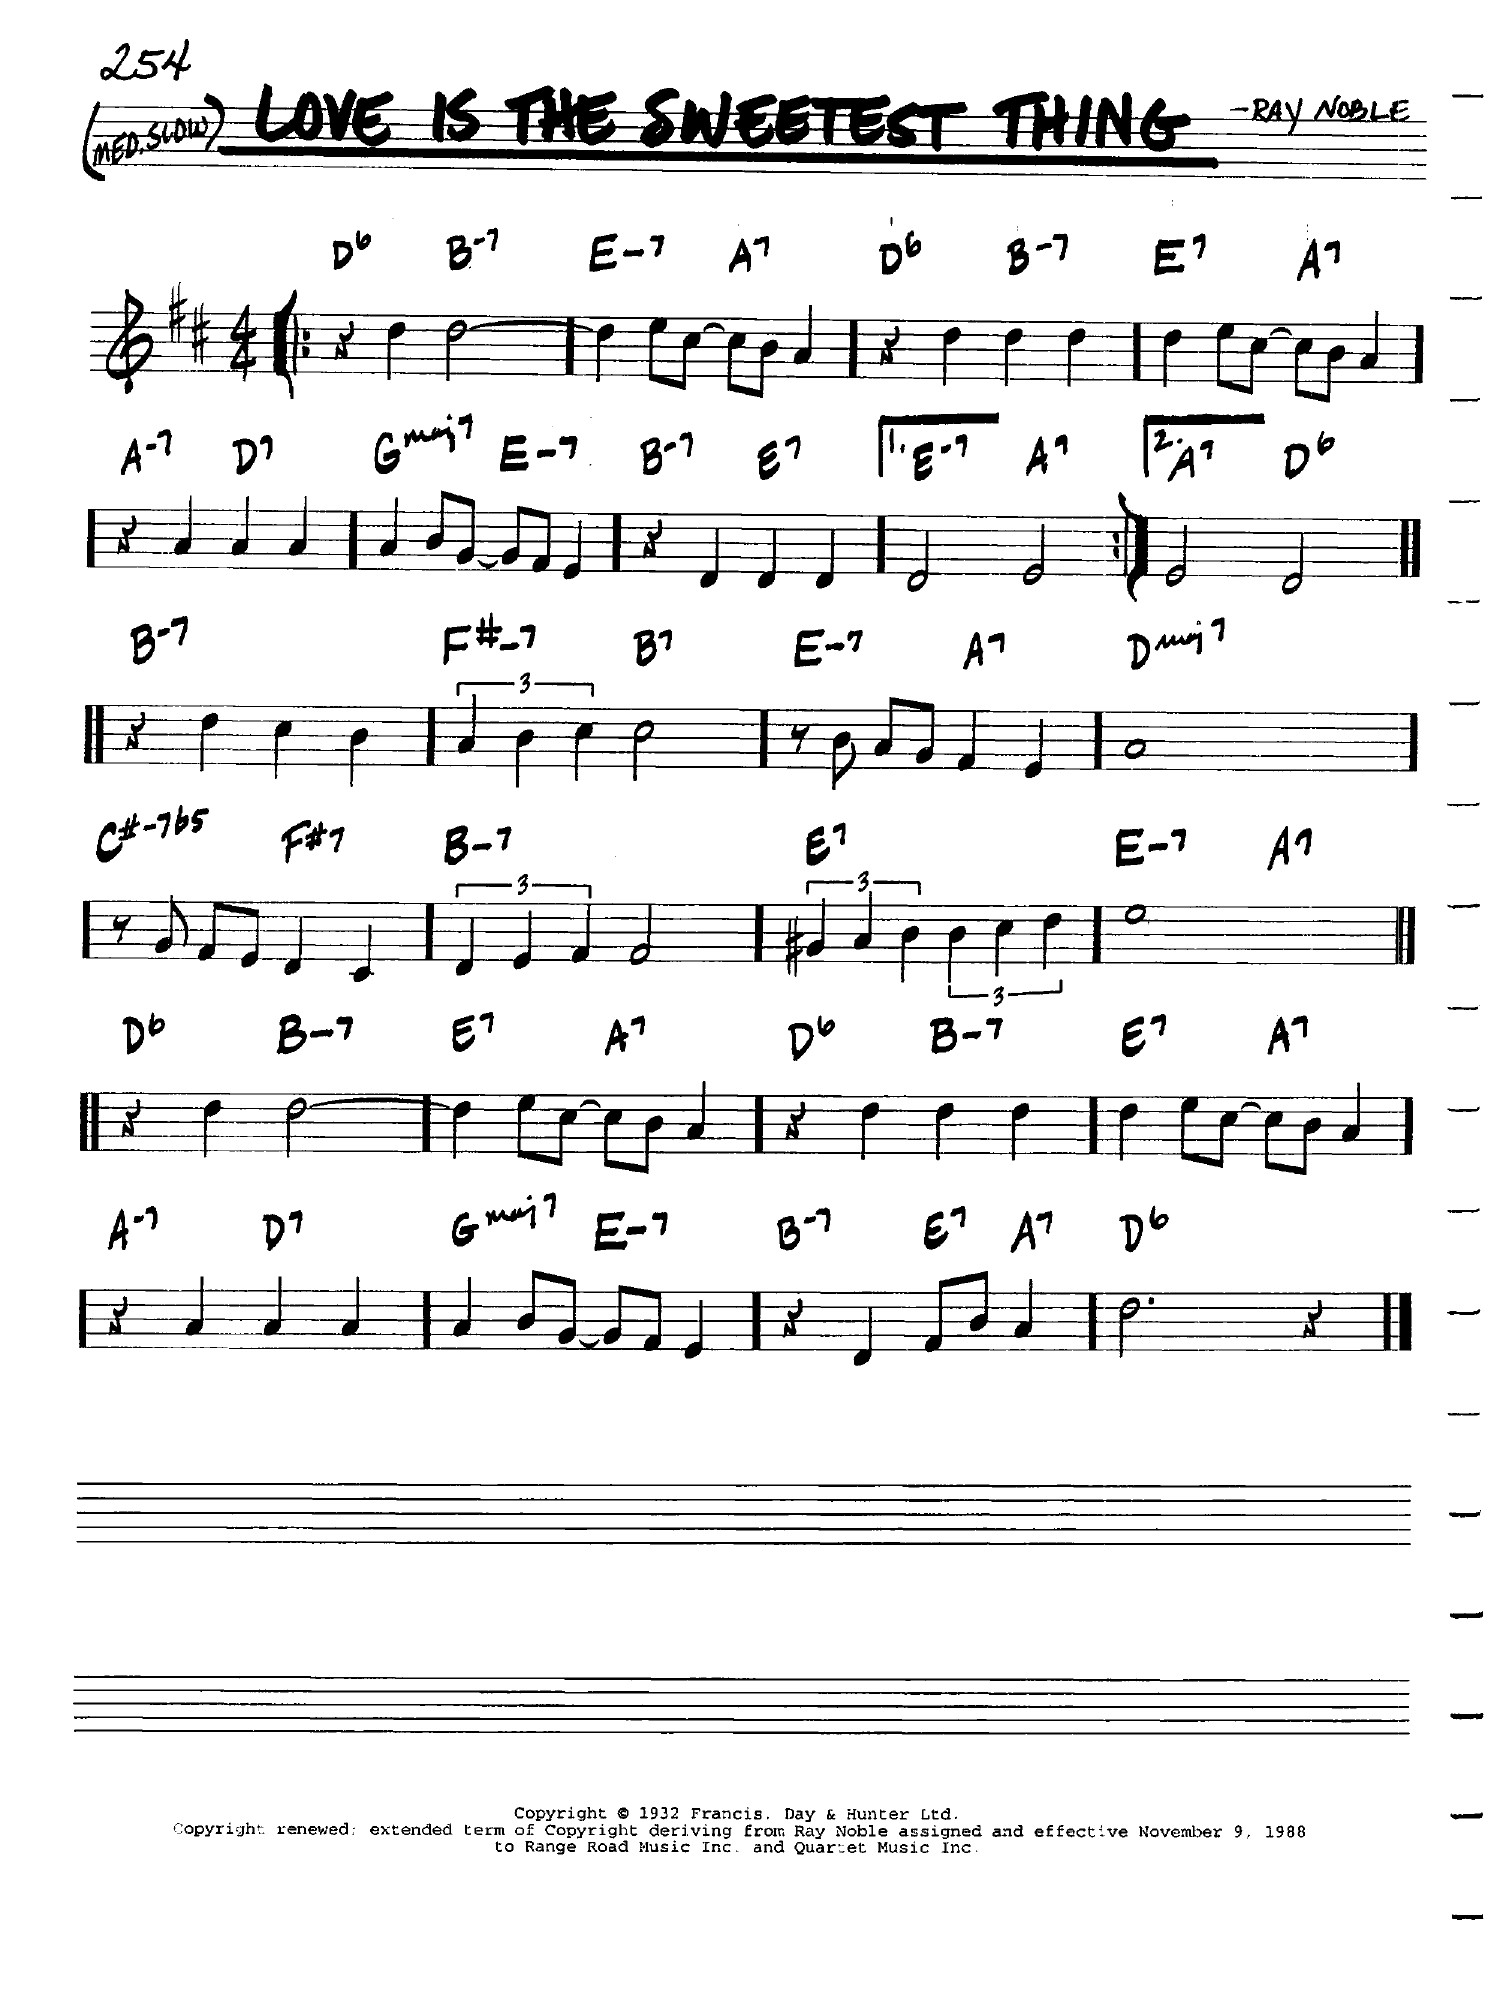 254
(MED. SLOW) LOVE IS THE SWEETEST THING -RAY NOBLE
D6 B-7 E-7 A7 D6 B-7 E7 A7
4 4
A-7 D7 Gmaj7 E-7 B-7 E7 1. E-7 A7 2. A7 D6
B-7 F#-7 B7 E-7 A7 Dmaj7
3
C#-7b5 F#7 B-7 E7 E-7 A7
3 3
3
D6 B-7 E7 A7 D6 B-7 E7 A7
A-7 D7 Gmaj7 E-7 B-7 E7 A7 D6
Copyright © 1932 Francis, Day & Hunter Ltd.
Copyright renewed; extended term of Copyright deriving from Ray Noble assigned and effective November 9, 1988
to Range Road Music Inc. and Quartet Music Inc.